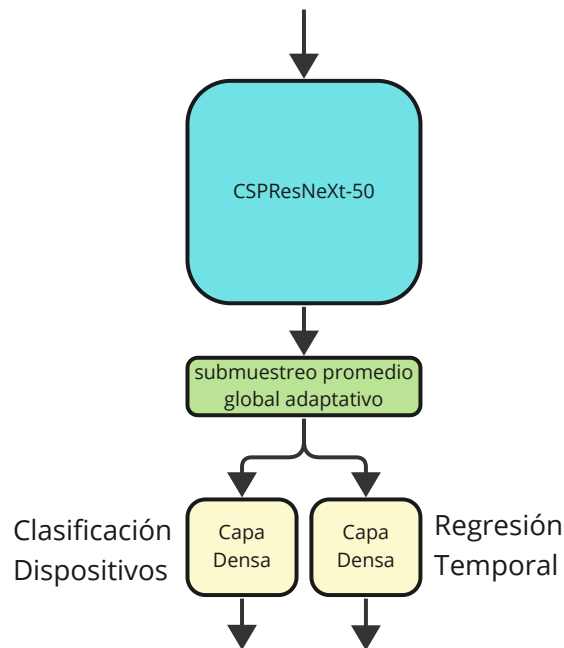 CSPResNeXt-50
submuestreo promedio
global adaptativo
Clasificación
Dispositivos
Capa
Densa
Capa
Densa
Regresión
Temporal